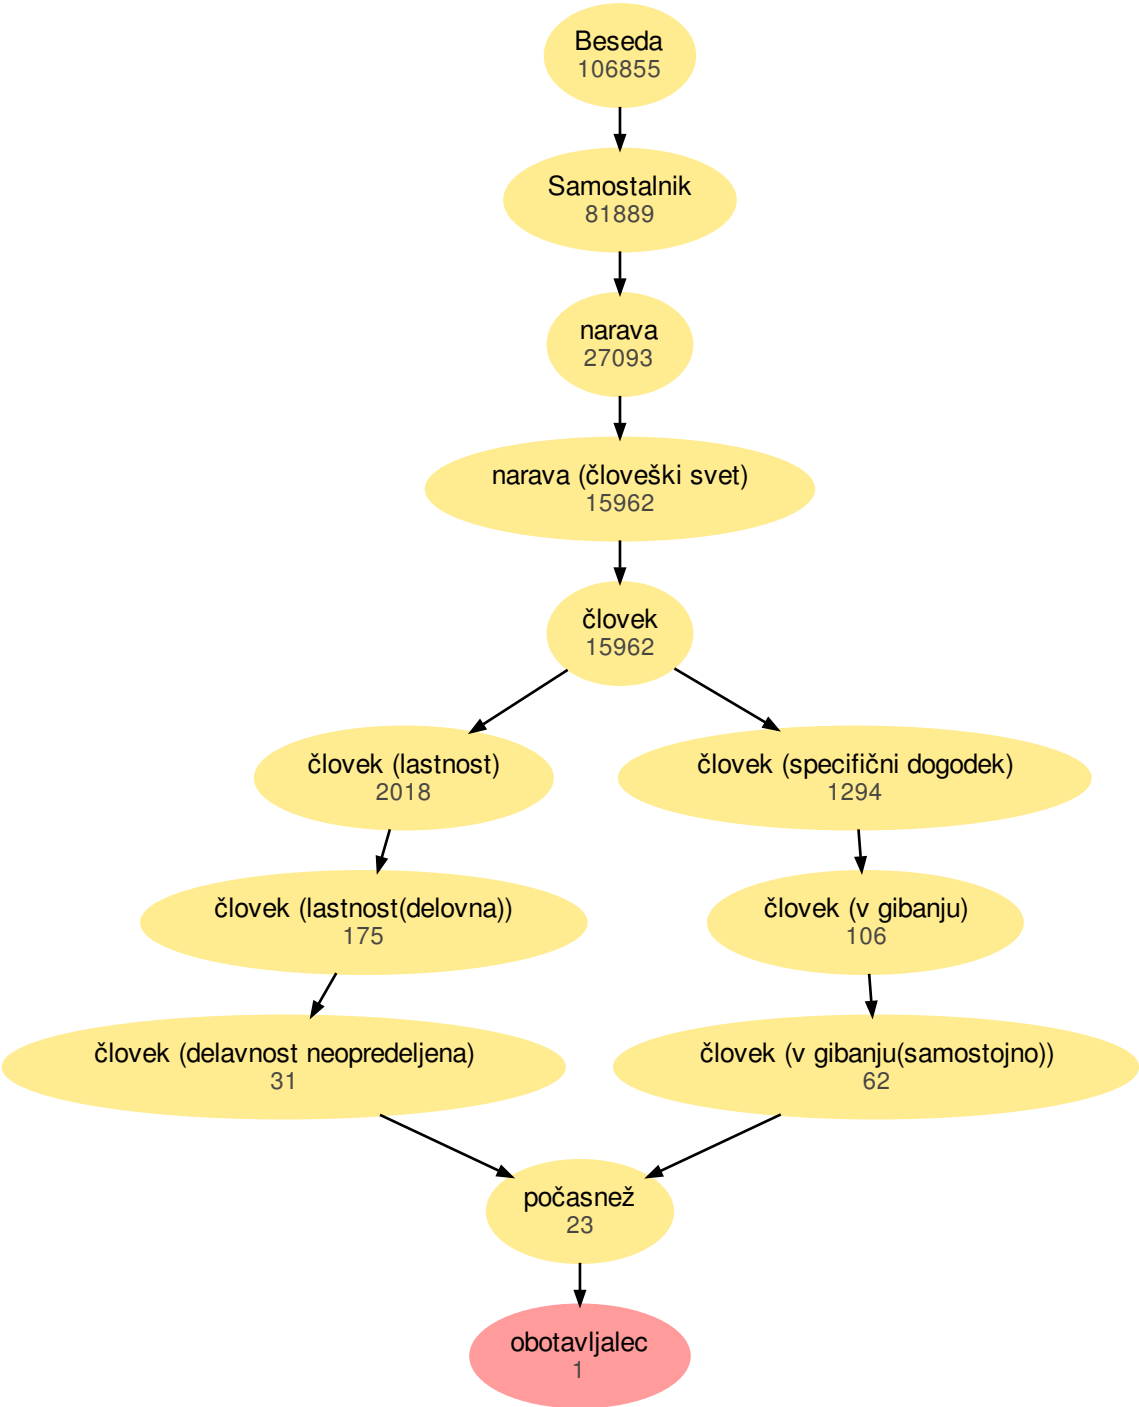 Beseda
106855
Samostalnik
81889
narava
27093
narava (človeški svet)
15962
človek
15962
človek (lastnost)
2018
človek (specifični dogodek)
1294
človek (lastnost(delovna))
175
človek (v gibanju)
106
človek (delavnost neopredeljena)
31
človek (v gibanju(samostojno))
62
počasnež
23
obotavljalec
1